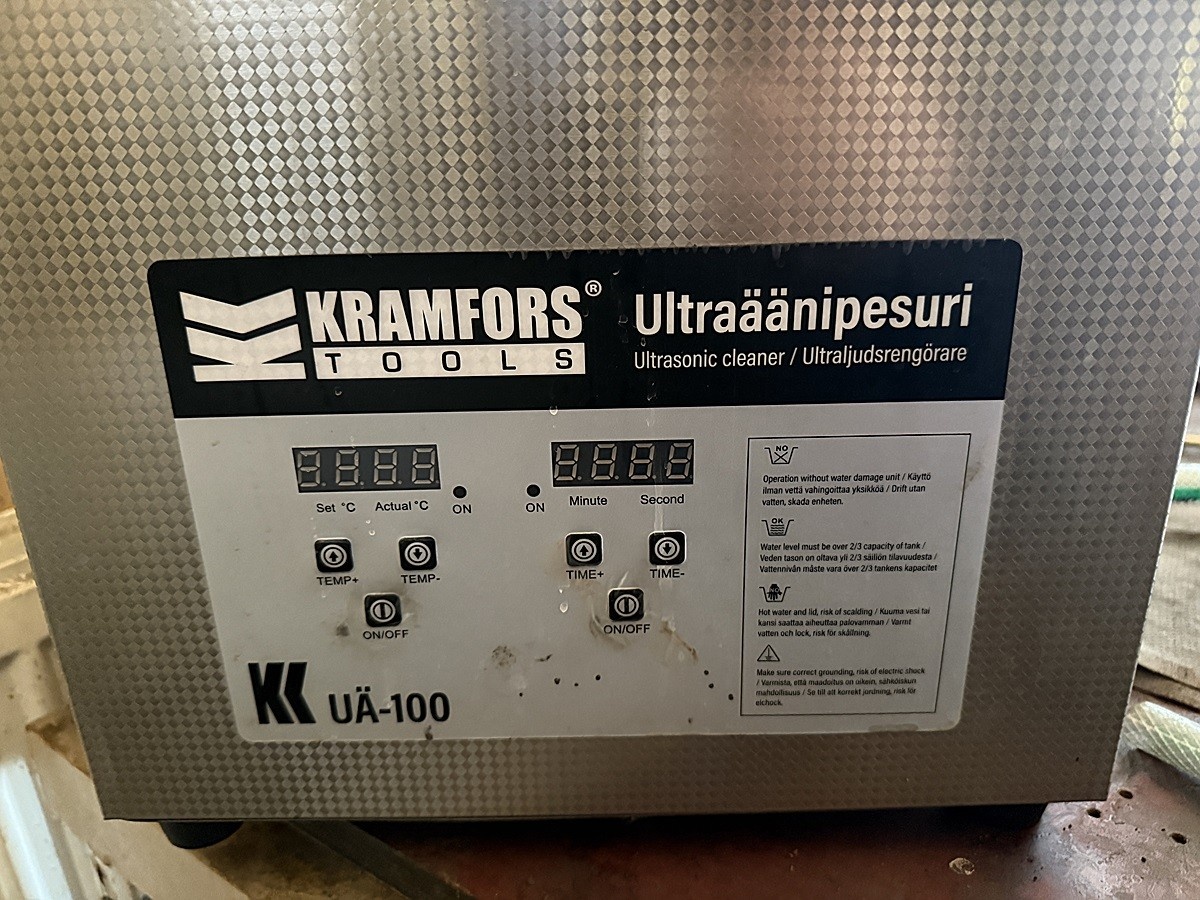 KRAMFORS®
TOOLS
Ultraäänipesuri
Ultrasonic cleaner / Ultraljudsrengörare
Set °C Actual °C
ON
ON
Minute Second
TEMP+ TEMP-
ON/OFF
TIME+ TIME-
ON/OFF
UÄ-100
NO
Operation without water damage unit / Käyttö
ilman vettä vahingoittaa yksikköä / Drift utan
vatten, skada enheten.
OK
Water level must be over 2/3 capacity of tank /
Veden tason on oltava yli 2/3 säiliön tilavuudesta /
Vattennivån måste vara över 2/3 tankens kapacitet
Hot water and lid, risk of scalding / Kuuma vesi tai
kansi saattaa aiheuttaa palovamman / Varmt
vatten och lock, risk för skållning.
Make sure correct grounding, risk of electric shock
/ Varmista, että maadoitus on oikein, sähköiskun
mahdollisuus / Se till att korrekt jordning, risk för
elchock.